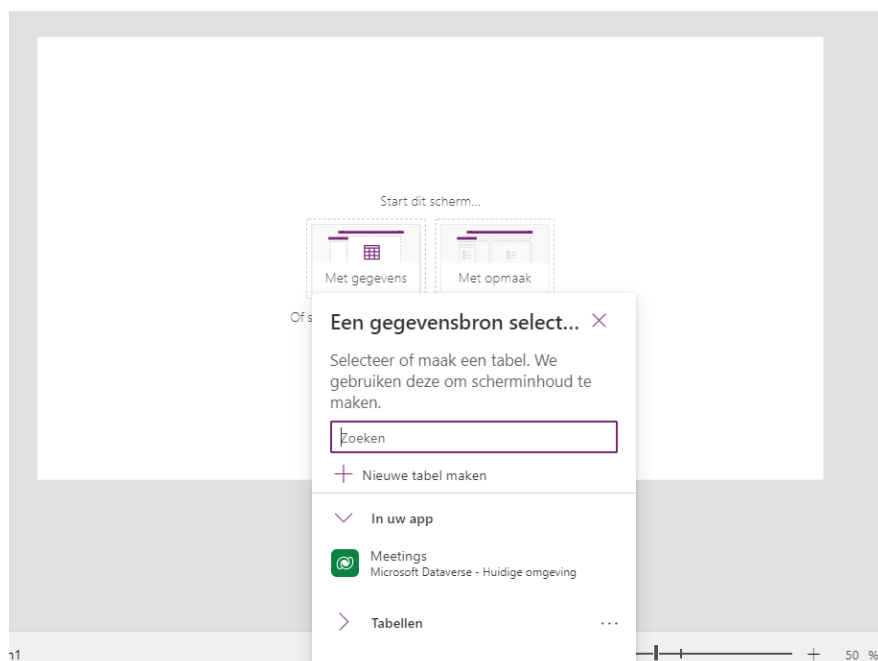 Start dit scherm...
Met gegevens
Met opmaak
Of s
Een gegevensbron select...
Selecteer of maak een tabel. We
gebruiken deze om scherminhoud te
maken.
Zoeken
Nieuwe tabel maken
In uw app
Meetings
Microsoft Dataverse - Huidige omgeving
Tabellen
n1
50 %